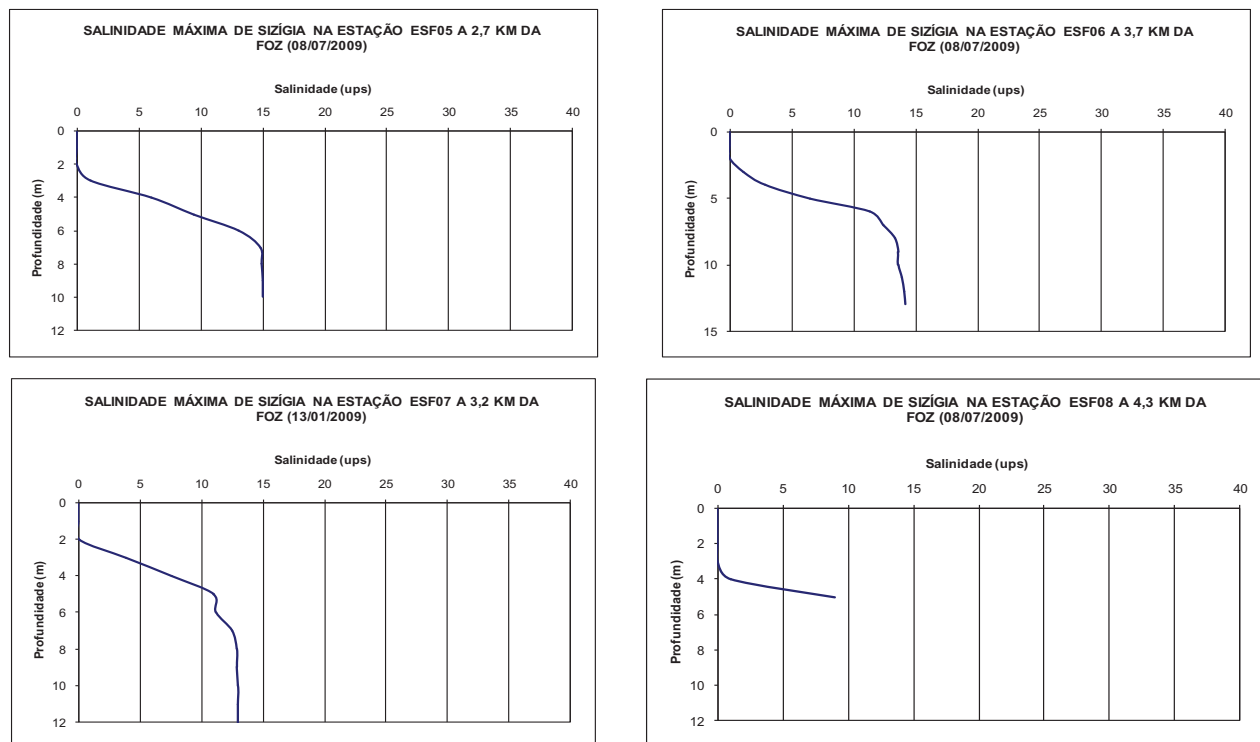 SALINIDADE MÁXIMA DE SIZÍGIA NA ESTAÇÃO ESF05 A 2,7 KM DA
FOZ (08/07/2009)
Salinidade (ups)
0 5 10 15 20 25 30 35 40
Profundidade (m)
0
2
4
6
8
10
12
SALINIDADE MÁXIMA DE SIZÍGIA NA ESTAÇÃO ESF06 A 3,7 KM DA
FOZ (08/07/2009)
Salinidade (ups)
0 5 10 15 20 25 30 35 40
Profundidade (m)
0
5
10
15
SALINIDADE MÁXIMA DE SIZÍGIA NA ESTAÇÃO ESF07 A 3,2 KM DA
FOZ (13/01/2009)
Salinidade (ups)
0 5 10 15 20 25 30 35 40
Profundidade (m)
0
2
4
6
8
10
12
SALINIDADE MÁXIMA DE SIZÍGIA NA ESTAÇÃO ESF08 A 4,3 KM DA
FOZ (08/07/2009)
Salinidade (ups)
0 5 10 15 20 25 30 35 40
Profundidade (m)
0
2
4
6
8
10
12